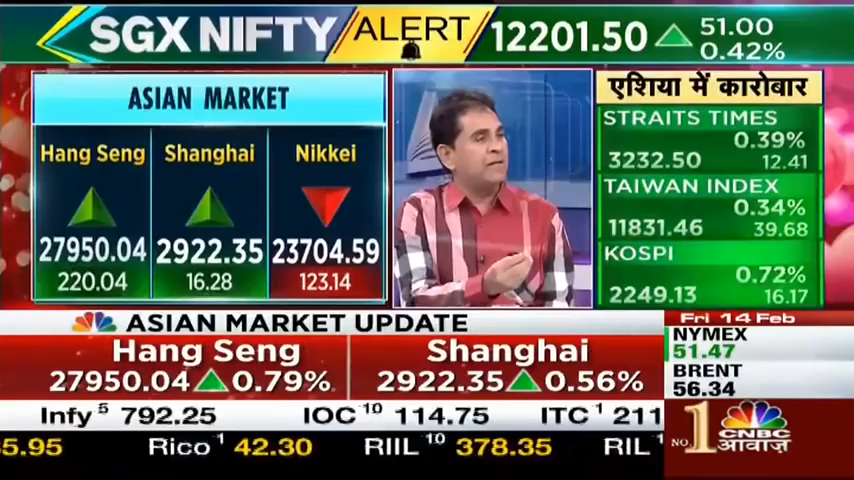 SGX NIFTY ALERT 12201.50 51.00
0.42%
ASIAN MARKET
Hang Seng Shanghai Nikkei
27950.04 2922.35 23704.59
220.04 16.28 123.14
एशिया में कारोबार
STRAITS TIMES
0.39%
3232.50 12.41
TAIWAN INDEX
0.34%
11831.46 39.68
KOSPI
0.72%
2249.13 16.17
ASIAN MARKET UPDATE
Hang Seng Shanghai
27950.04 0.79% 2922.35 0.56%
Fri 14 Feb
NYMEX
51.47
BRENT
56.34
Infy 5 792.25 IOC 10 114.75 ITC 1 211
5.95 Rico 1 42.30 RIIL 10 378.35 RIL 1
NO. 1 CNBC
आवाज़